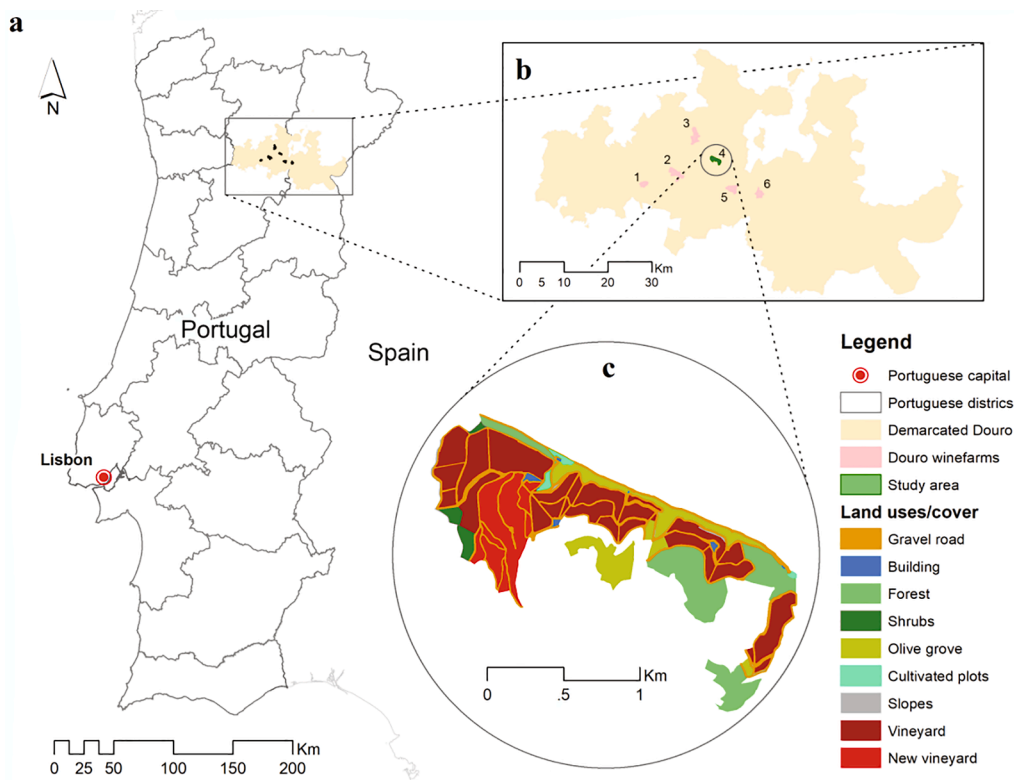 a
N
Portugal
Spain
Lisbon
0 25 50 100 150 200
Km
b
1
2
3
4
5
6
0 5 10 20 30
Km
c
0 .5 1
Km
Legend
Portuguese capital
Portuguese districs
Demarcated Douro
Douro winefarms
Study area
Land uses/cover
Gravel road
Building
Forest
Shrubs
Olive grove
Cultivated plots
Slopes
Vineyard
New vineyard